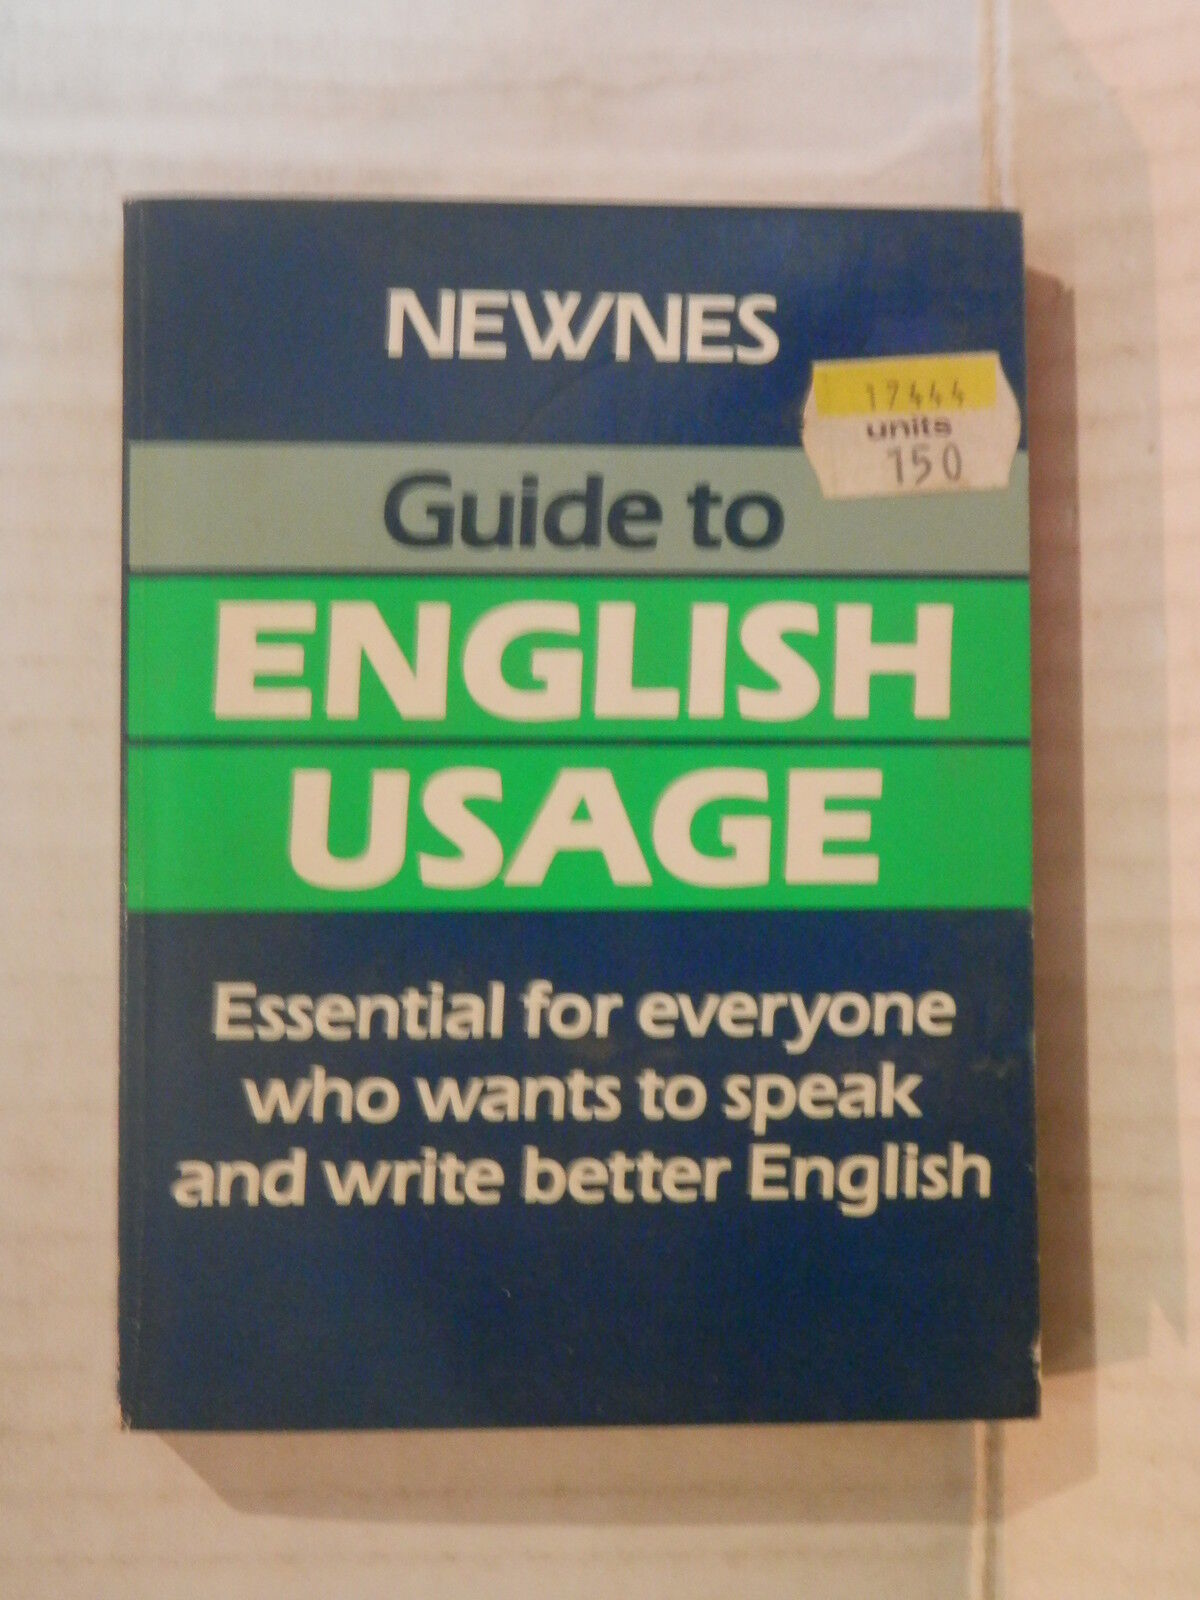 NEWNES
17444
units
150
Guide to
ENGLISH
USAGE
Essential for everyone
who wants to speak
and write better English